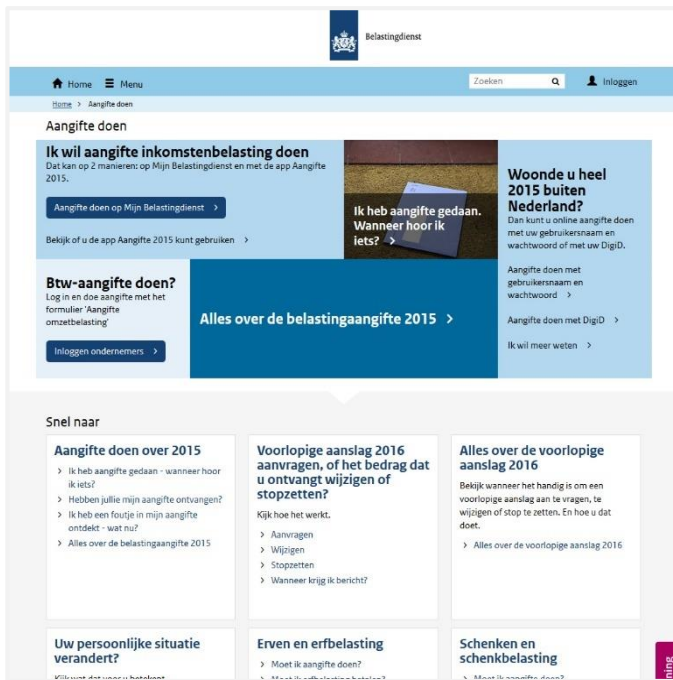 Belastingdienst
Home Menu
Zoeken
Inloggen
Home > Aangifte doen
Aangifte doen
Ik wil aangifte inkomstenbelasting doen
Dat kan op 2 manieren: op Mijn Belastingdienst en met de app Aangifte
2015.
Aangifte doen op Mijn Belastingdienst >
Bekijk of u de app Aangifte 2015 kunt gebruiken >
Ik heb aangifte gedaan.
Wanneer hoor ik
iets? >
Woonde u heel
2015 buiten
Nederland?
Dan kunt u online aangifte doen
met uw gebruikersnaam en
wachtwoord of met uw DigiD.
Aangifte doen met
gebruikersnaam en
wachtwoord >
Aangifte doen met DigiD >
Ik wil meer weten >
Btw-aangifte doen?
Log in en doe aangifte met het
formulier 'Aangifte
omzetbelasting'
Inloggen ondernemers >
Alles over de belastingaangifte 2015 >
Snel naar
Aangifte doen over 2015
> Ik heb aangifte gedaan - wanneer hoor
ik iets?
> Hebben jullie mijn aangifte ontvangen?
> Ik heb een foutje in mijn aangifte
ontdekt - wat nu?
> Alles over de belastingaangifte 2015
Voorlopige aanslag 2016
aanvragen, of het bedrag dat
u ontvangt wijzigen of
stopzetten?
Kijk hoe het werkt.
> Aanvragen
> Wijzigen
> Stopzetten
> Wanneer krijg ik bericht?
Alles over de voorlopige
aanslag 2016
Bekijk wanneer het handig is om een
voorlopige aanslag aan te vragen, te
wijzigen of stop te zetten. En hoe u dat
doet.
> Alles over de voorlopige aanslag 2016
Uw persoonlijke situatie
verandert?
Erven en erfbelasting
> Moet ik aangifte doen?
Schenken en
schenkbelasting
> Moet ik aangifte doen?